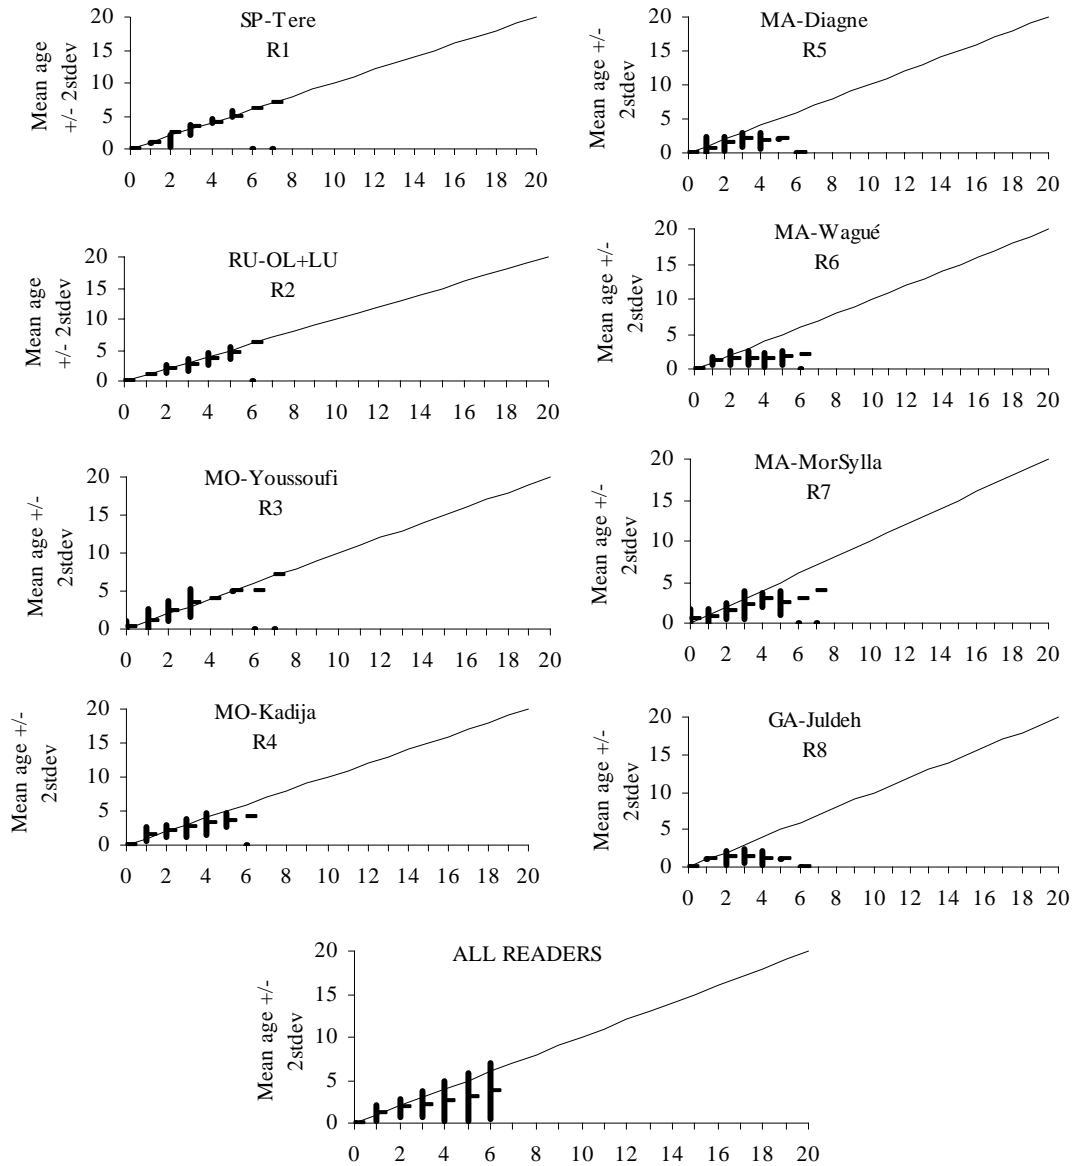 SP-Tere
R1
Mean age
+/- 2stdev
20
15
10
5
0
0 2 4 6 8 10 12 14 16 18 20
MA-Diagne
R5
Mean age +/-
2stdev
20
15
10
5
0
0 2 4 6 8 10 12 14 16 18 20
RU-OL+LU
R2
Mean age
+/- 2stdev
20
15
10
5
0
0 2 4 6 8 10 12 14 16 18 20
MA-Wagué
R6
Mean age +/-
2stdev
20
15
10
5
0
0 2 4 6 8 10 12 14 16 18 20
MO-Youssoufi
R3
Mean age +/-
2stdev
20
15
10
5
0
0 2 4 6 8 10 12 14 16 18 20
MA-MorSylla
R7
Mean age +/-
2stdev
20
15
10
5
0
0 2 4 6 8 10 12 14 16 18 20
MO-Kadija
R4
Mean age +/-
2stdev
20
15
10
5
0
0 2 4 6 8 10 12 14 16 18 20
GA-Juldeh
R8
Mean age +/-
2stdev
20
15
10
5
0
0 2 4 6 8 10 12 14 16 18 20
ALL READERS
Mean age +/-
2stdev
20
15
10
5
0
0 2 4 6 8 10 12 14 16 18 20